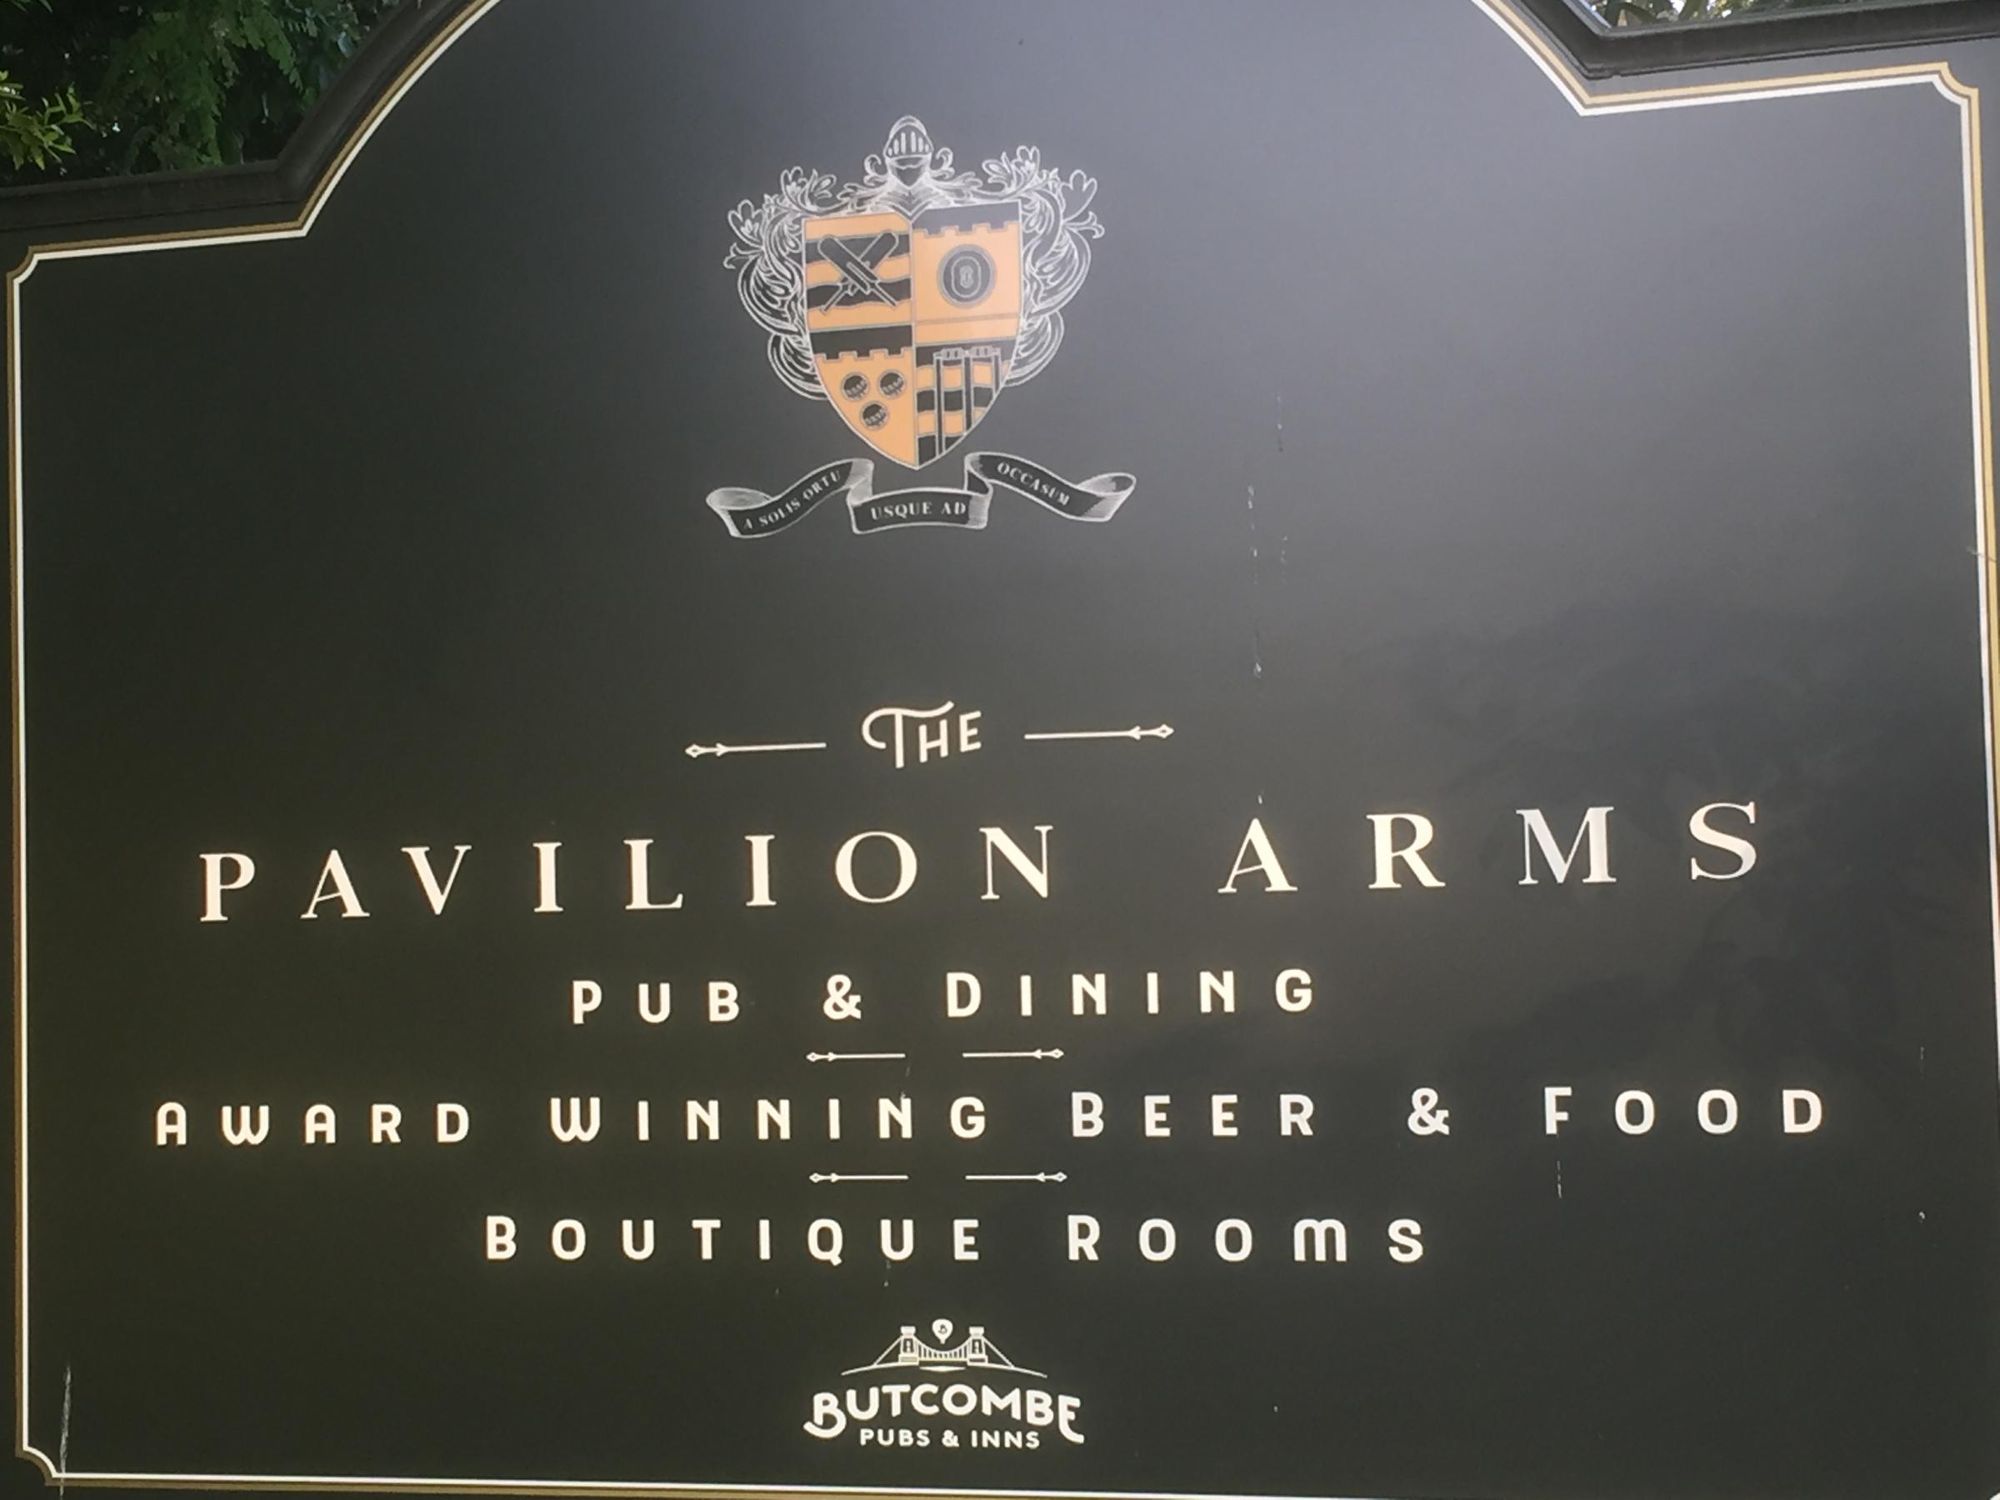 A SOLIS ORTU USQUE AD OCCASUM
THE
PAVILION ARMS
PUB & DINING
AWARD WINNING BEER & FOOD
BOUTIQUE ROOMS
BUTCOMBE
PUBS & INNS